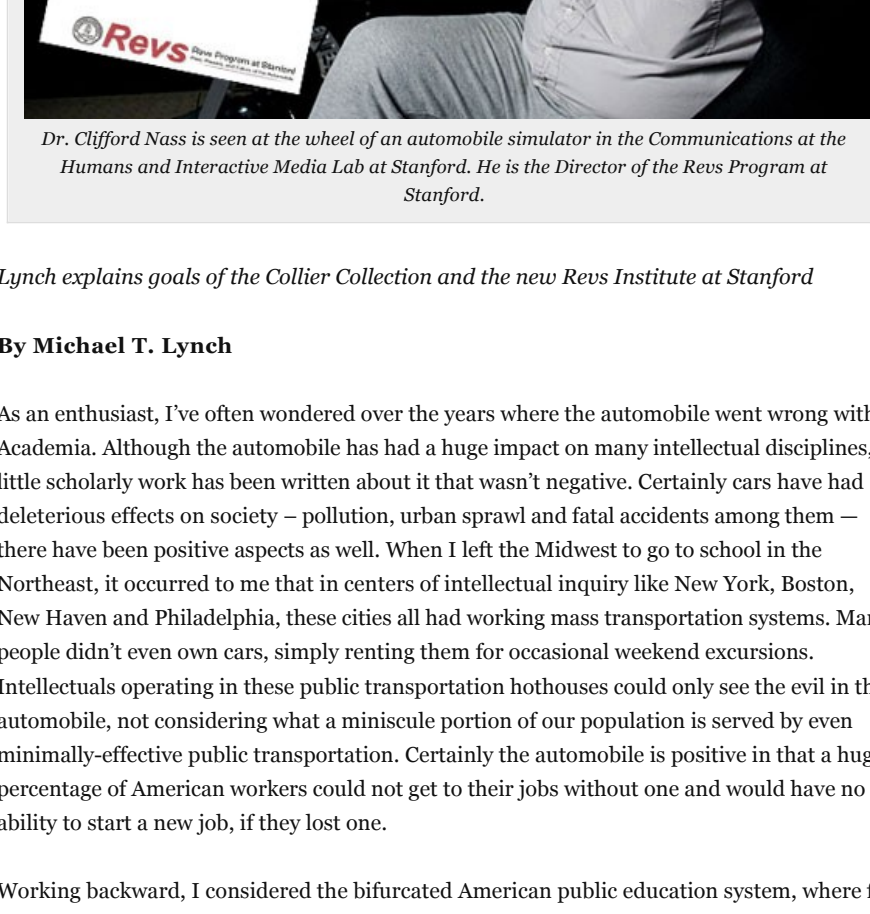 Revs Revs Program at Stanford
Past, Present, and Future of the Automobile
Dr. Clifford Nass is seen at the wheel of an automobile simulator in the Communications at the
Humans and Interactive Media Lab at Stanford. He is the Director of the Revs Program at
Stanford.
Lynch explains goals of the Collier Collection and the new Revs Institute at Stanford
By Michael T. Lynch
As an enthusiast, I’ve often wondered over the years where the automobile went wrong with
Academia. Although the automobile has had a huge impact on many intellectual disciplines,
little scholarly work has been written about it that wasn’t negative. Certainly cars have had
deleterious effects on society – pollution, urban sprawl and fatal accidents among them —
there have been positive aspects as well. When I left the Midwest to go to school in the
Northeast, it occurred to me that in centers of intellectual inquiry like New York, Boston,
New Haven and Philadelphia, these cities all had working mass transportation systems.
people didn’t even own cars, simply renting them for occasional weekend excursions.
Intellectuals operating in these public transportation hothouses could only see the evil in
automobile, not considering what a miniscule portion of our population is served by even
minimally-effective public transportation. Certainly the automobile is positive in that a
percentage of American workers could not get to their jobs without one and would have no
ability to start a new job, if they lost one.
Working backward, I considered the bifurcated American public education system, where